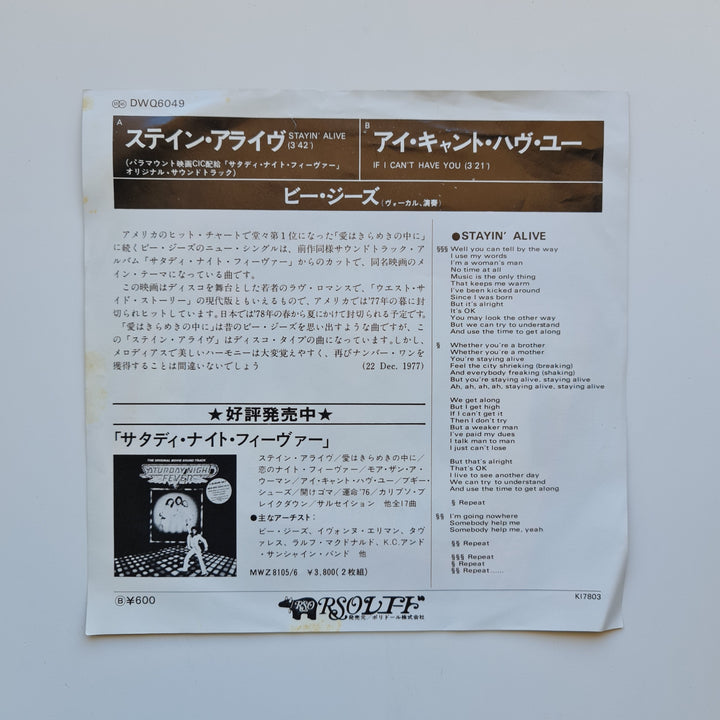 DWQ6049
A
ステイン・アライヴ STAYIN' ALIVE (3 42″)
(パラマウント映画CIC配給「サタディ・ナイト・フィーヴァー」
オリジナル・サウンドトラック)
B
アイ・キャント・ハヴ・ユー
IF I CAN'T HAVE YOU (3 21″)
ビー・ジーズ (ヴォーカル、演奏)
アメリカのヒット・チャートで堂々第1位になった「愛はきらめきの中に」
に続くビー・ジーズのニュー・シングルは、前作同様サウンドトラック・ア
ルバム「サタディ・ナイト・フィーヴァー」からのカットで、同名映画のメ
イン・テーマになっている曲です。
この映画はディスコを舞台とした若者のラヴ・ロマンスで、「ウエスト・サ
イド・ストーリー」の現代版ともいえるもので、アメリカでは'77年の暮に封
切られヒットしています。日本では'78年の春から夏にかけて封切られる予定です。
「愛はきらめきの中に」は昔のビー・ジーズを思い出すような曲ですが、こ
の「ステイン・アライヴ」はディスコ・タイプの曲になっています。しかし、
メロディアスで美しいハーモニーは大変覚えやすく、再びナンバー・ワンを
獲得することは間違いないでしょう (22 Dec. 1977)
★好評発売中★
「サタディ・ナイト・フィーヴァー」
THE ORIGINAL MOVIE SOUND TRACK
SATURDAY NIGHT
FEVER
ステイン・アライヴ/愛はきらめきの中に/
恋のナイト・フィーヴァー/モア・ザン・ア・
ウーマン/アイ・キャント・ハヴ・ユー/ブギー・
シューズ/開けゴマ/運命'76/カリプソ・ブ
レイクダウン/サルセイション 他全17曲
●主なアーチスト:
ビー・ジーズ、イヴォンヌ・エリマン、タヴ
ァレス、ラルフ・マクドナルド、K.C.アンド
・サンシャイン・バンド 他
MWZ8105/6 ¥3,800(2枚組)
●STAYIN' ALIVE
§§§ Well you can tell by the way
I use my words
I'm a woman's man
No time at all
Music is the only thing
That keeps me warm
I've been kicked around
Since I was born
But it's alright
It's OK
You may look the other way
But we can try to understand
And use the time to get along
§ Whether you're a brother
Whether you're a mother
You're staying alive
Feel the city shrieking (breaking)
And everybody freaking (shaking)
But you're staying alive, staying alive
Ah, ah, ah, ah, staying alive, staying alive
We get along
But I get high
If I can't get it
Then I don't try
But a weaker man
I've paid my dues
I talk man to man
I just can't lose
But that's alright
That's OK
I live to see another day
We can try to understand
And use the time to get along
§ Repeat
§§ I'm going nowhere
Somebody help me
Somebody help me, yeah
§§ Repeat
§§§ Repeat
§ Repeat
§§ Repeat......
Ⓑ¥600
RSO RSOレコード
発売元/ポリドール株式会社
KI7803